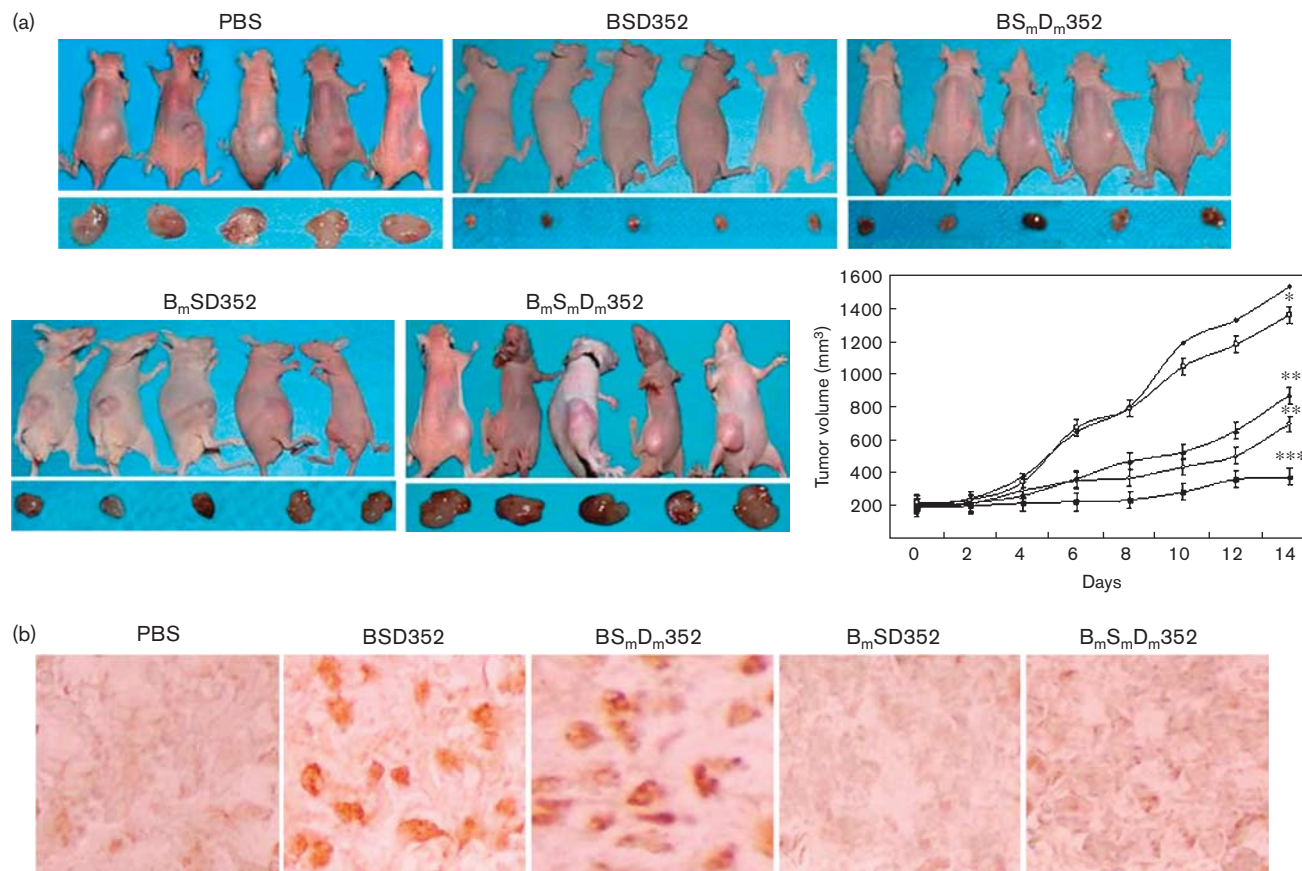 (a)
PBS
BSD352
BSₘDₘ352
BₘSD352
BₘSₘDₘ352
Tumor volume (mm³)
1600
1400
1200
1000
800
600
400
200
*
**
**
***
0 2 4 6 8 10 12 14
Days
(b)
PBS
BSD352
BSₘDₘ352
BₘSD352
BₘSₘDₘ352